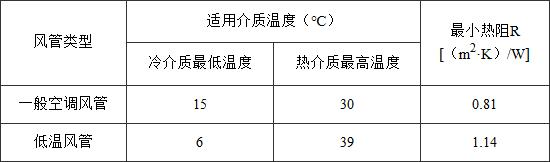 风管类型 适用介质温度（℃） 最小热阻R
[（m²·K）/W]
冷介质最低温度 热介质最高温度
一般空调风管 15 30 0.81
低温风管 6 39 1.14